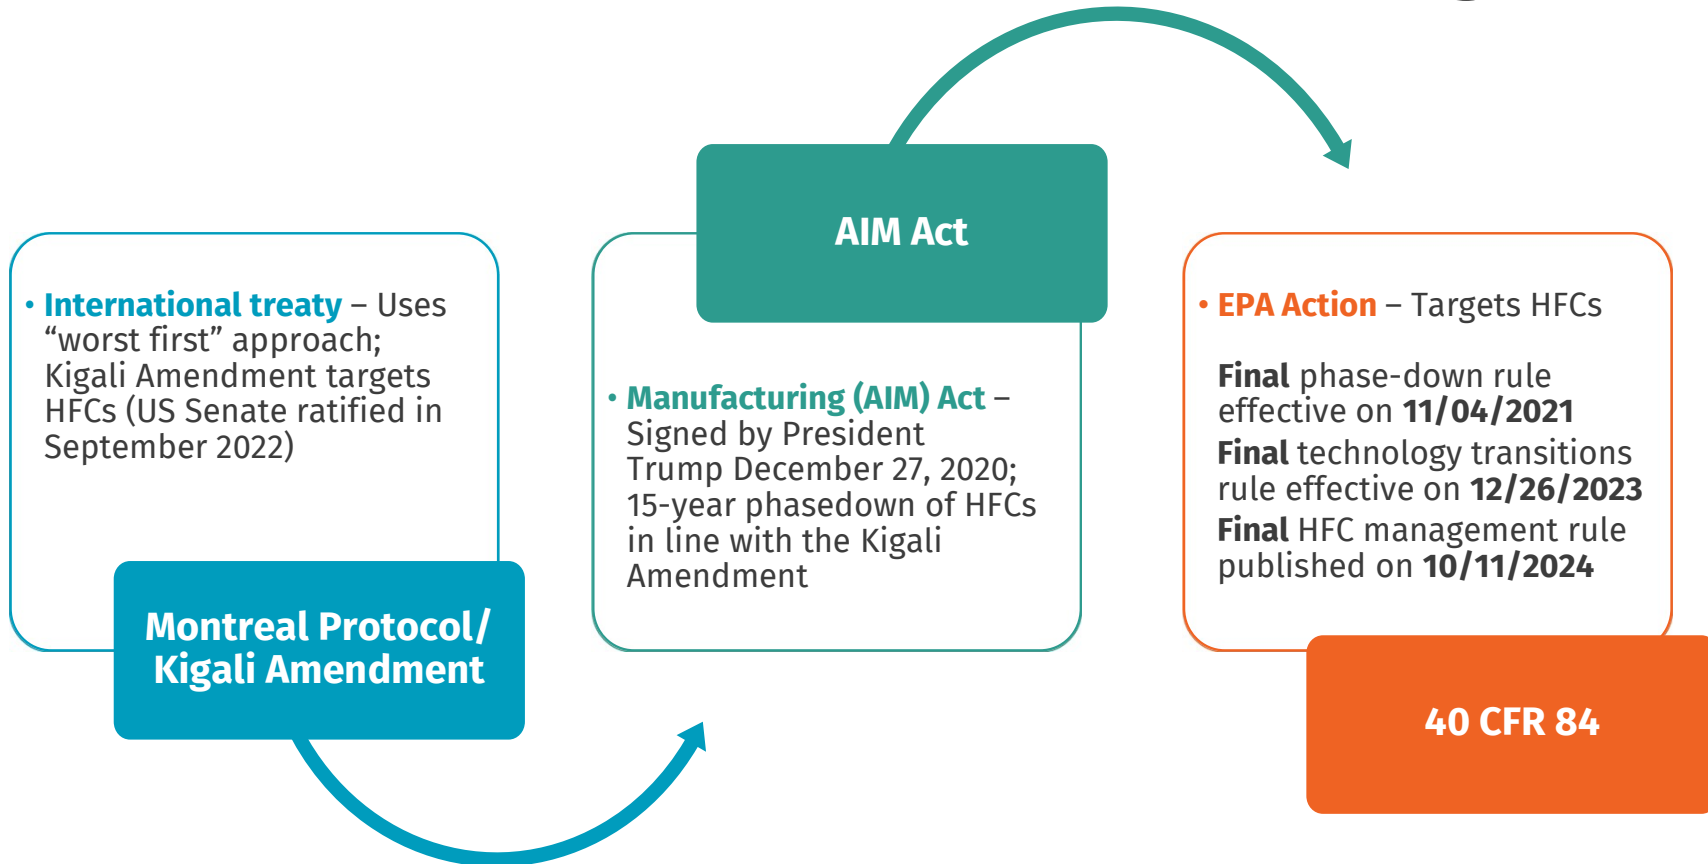 • International treaty – Uses
“worst first” approach;
Kigali Amendment targets
HFCs (US Senate ratified in
September 2022)
Montreal Protocol/
Kigali Amendment
AIM Act
• Manufacturing (AIM) Act –
Signed by President
Trump December 27, 2020;
15-year phasedown of HFCs
in line with the Kigali
Amendment
• EPA Action – Targets HFCs
Final phase-down rule
effective on 11/04/2021
Final technology transitions
rule effective on 12/26/2023
Final HFC management rule
published on 10/11/2024
40 CFR 84